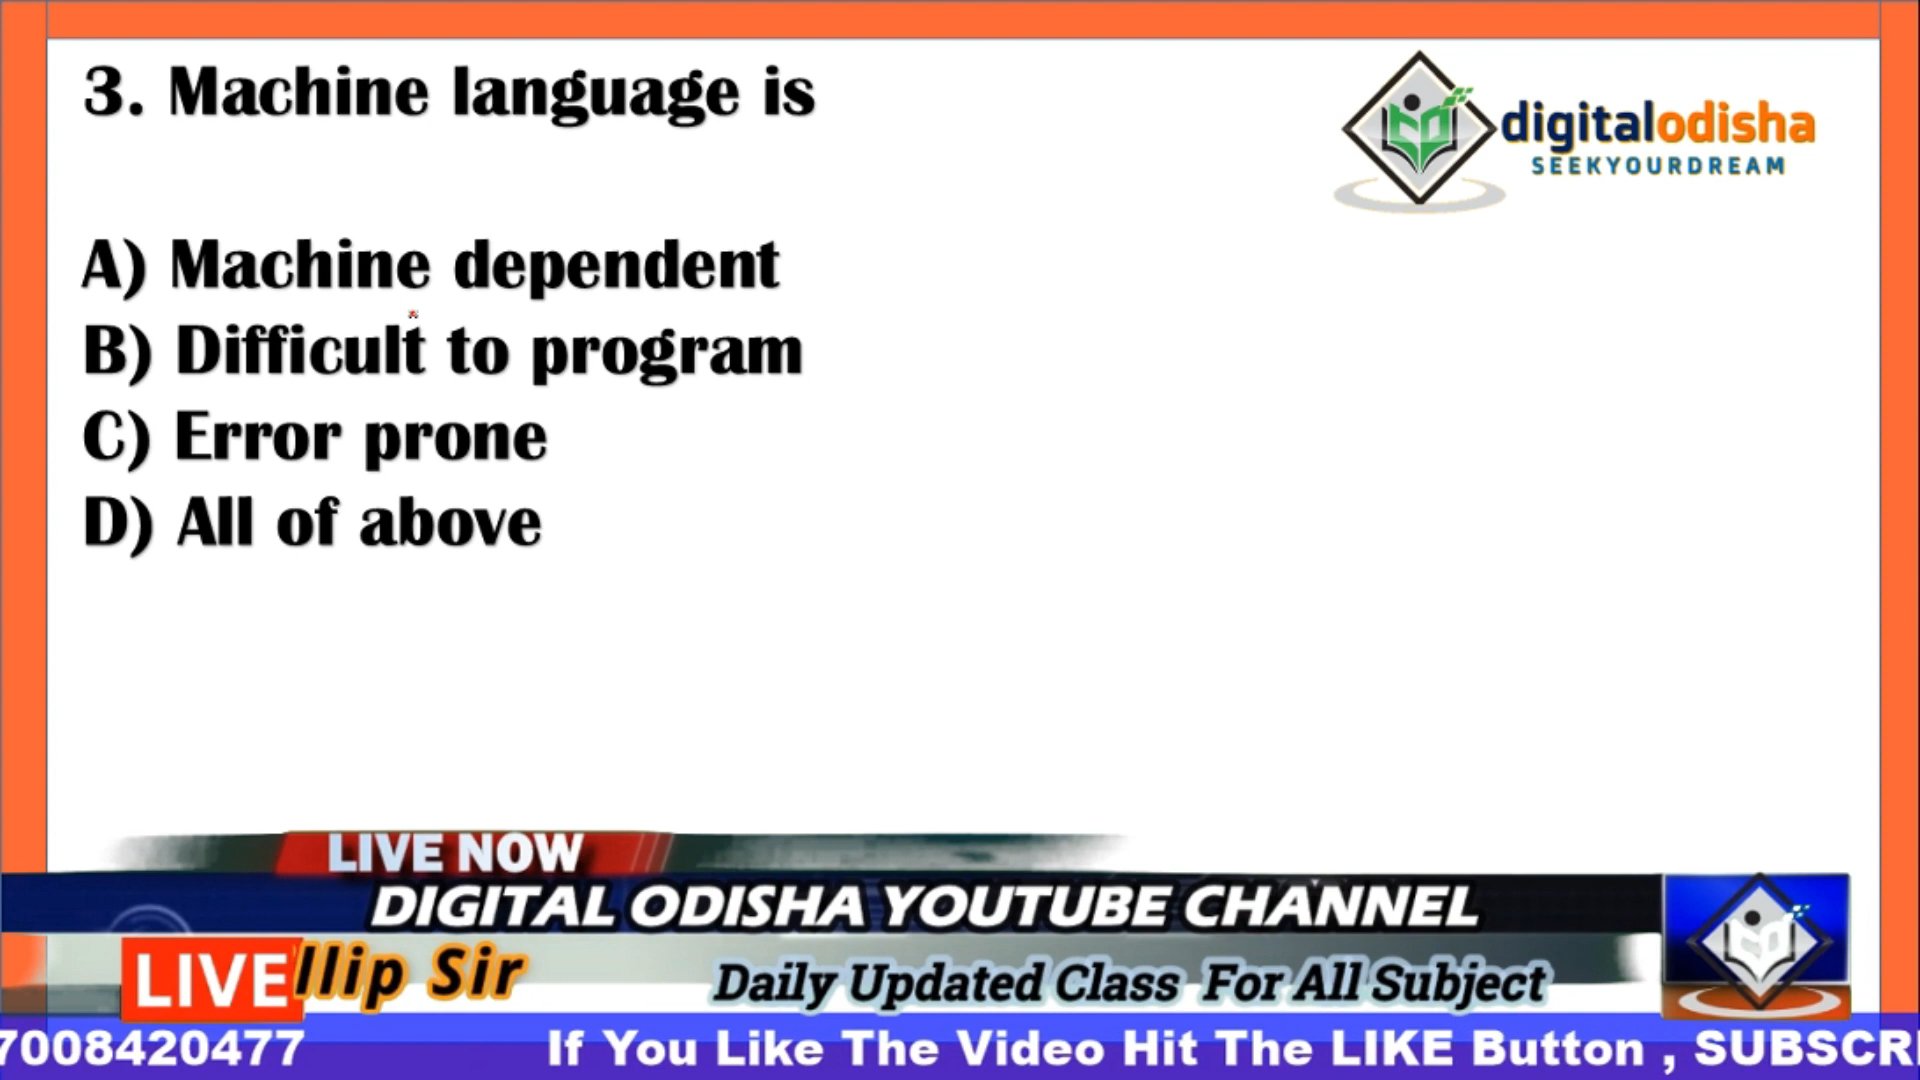 3. Machine language is
digitalodisha
SEEKYOURDREAM
A) Machine dependent
B) Difficult to program
C) Error prone
D) All of above
LIVE NOW
DIGITAL ODISHA YOUTUBE CHANNEL
LIVE llip Sir
Daily Updated Class For All Subject
7008420477 If You Like The Video Hit The LIKE Button , SUBSCRI